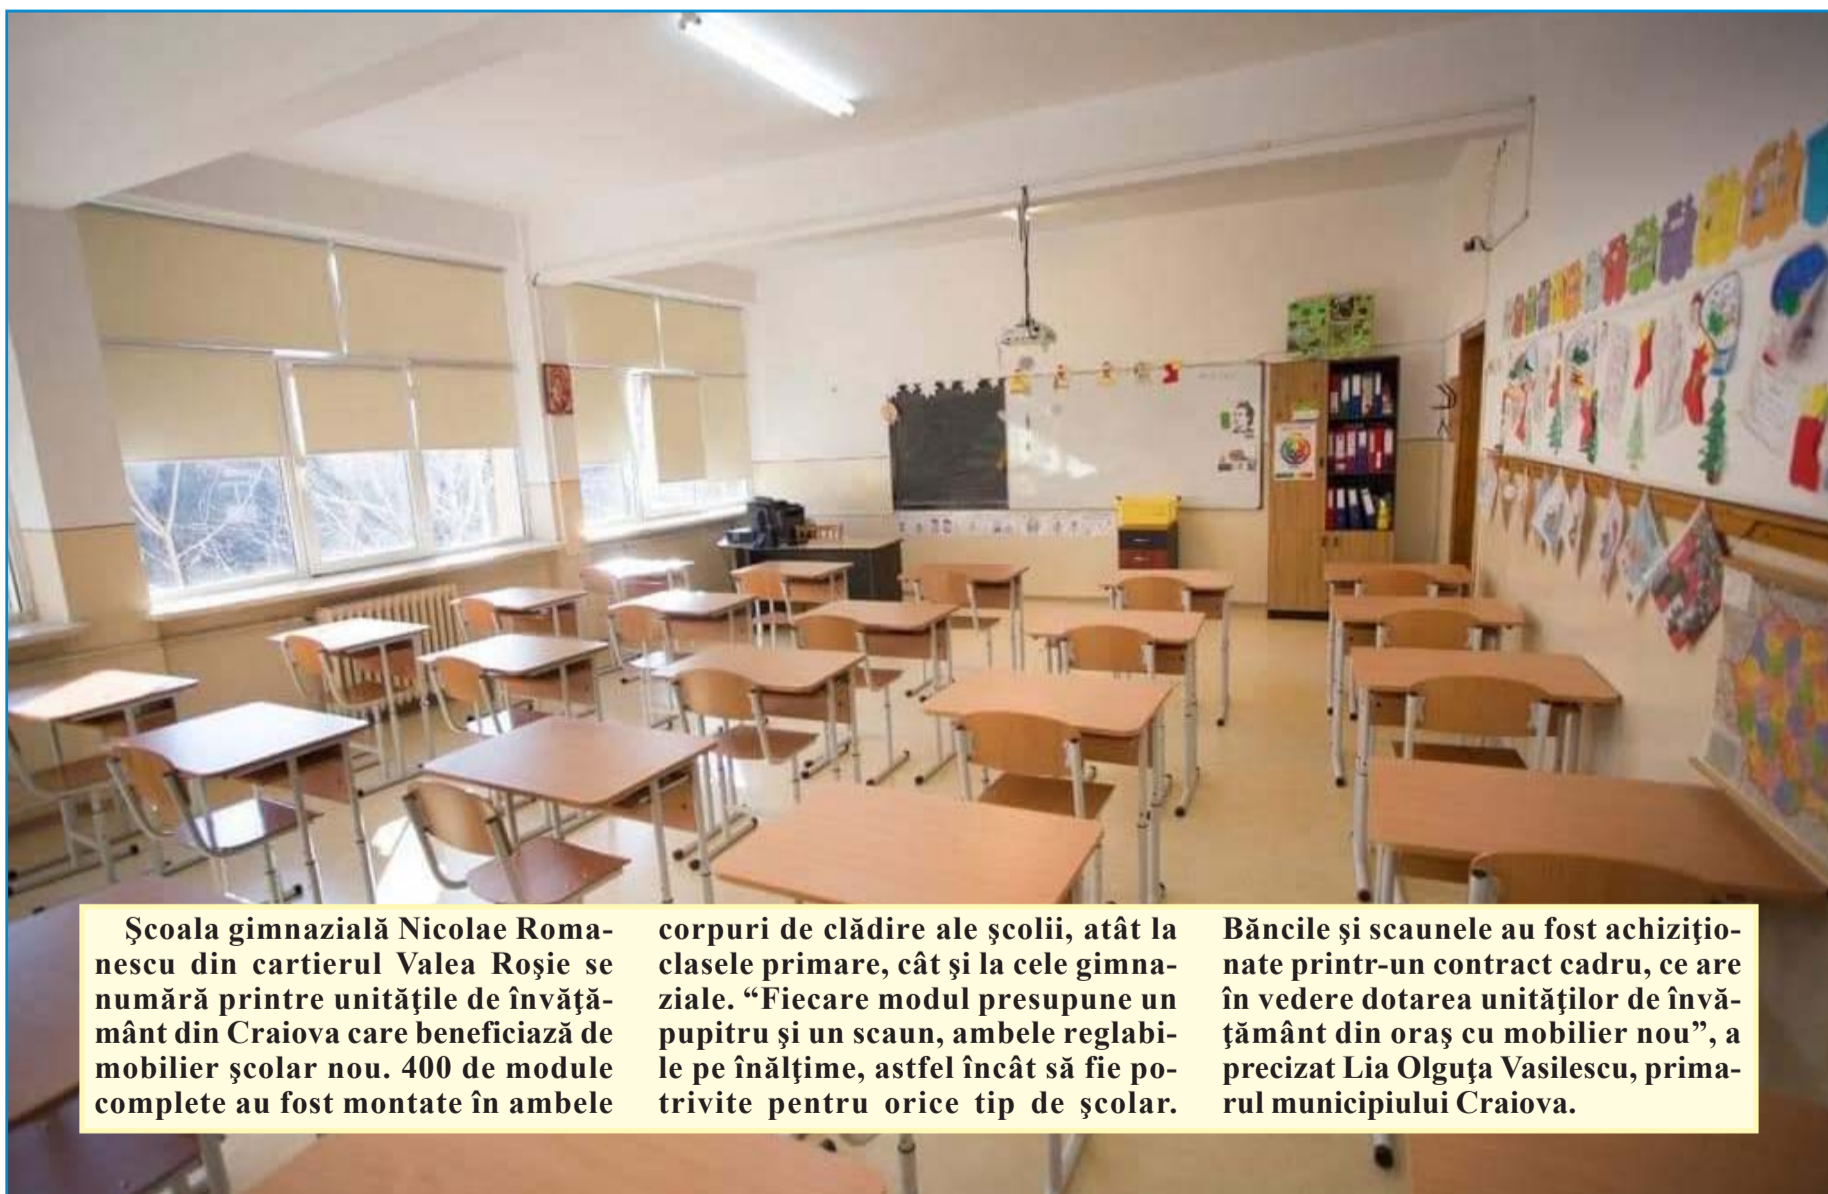 Şcoala gimnazială Nicolae Roma-
nescu din cartierul Valea Roşie se
numără printre unităţile de învăţă-
mânt din Craiova care beneficiază de
mobilier şcolar nou. 400 de module
complete au fost montate în ambele
corpuri de clădire ale şcolii, atât la
clasele primare, cât şi la cele gimna-
ziale. “Fiecare modul presupune un
pupitru şi un scaun, ambele reglabi-
le pe înălţime, astfel încât să fie po-
trivite pentru orice tip de şcolar.
Băncile şi scaunele au fost achiziţio-
nate printr-un contract cadru, ce are
în vedere dotarea unităţilor de învă-
ţământ din oraş cu mobilier nou”, a
precizat Lia Olguţa Vasilescu, prima-
rul municipiului Craiova.